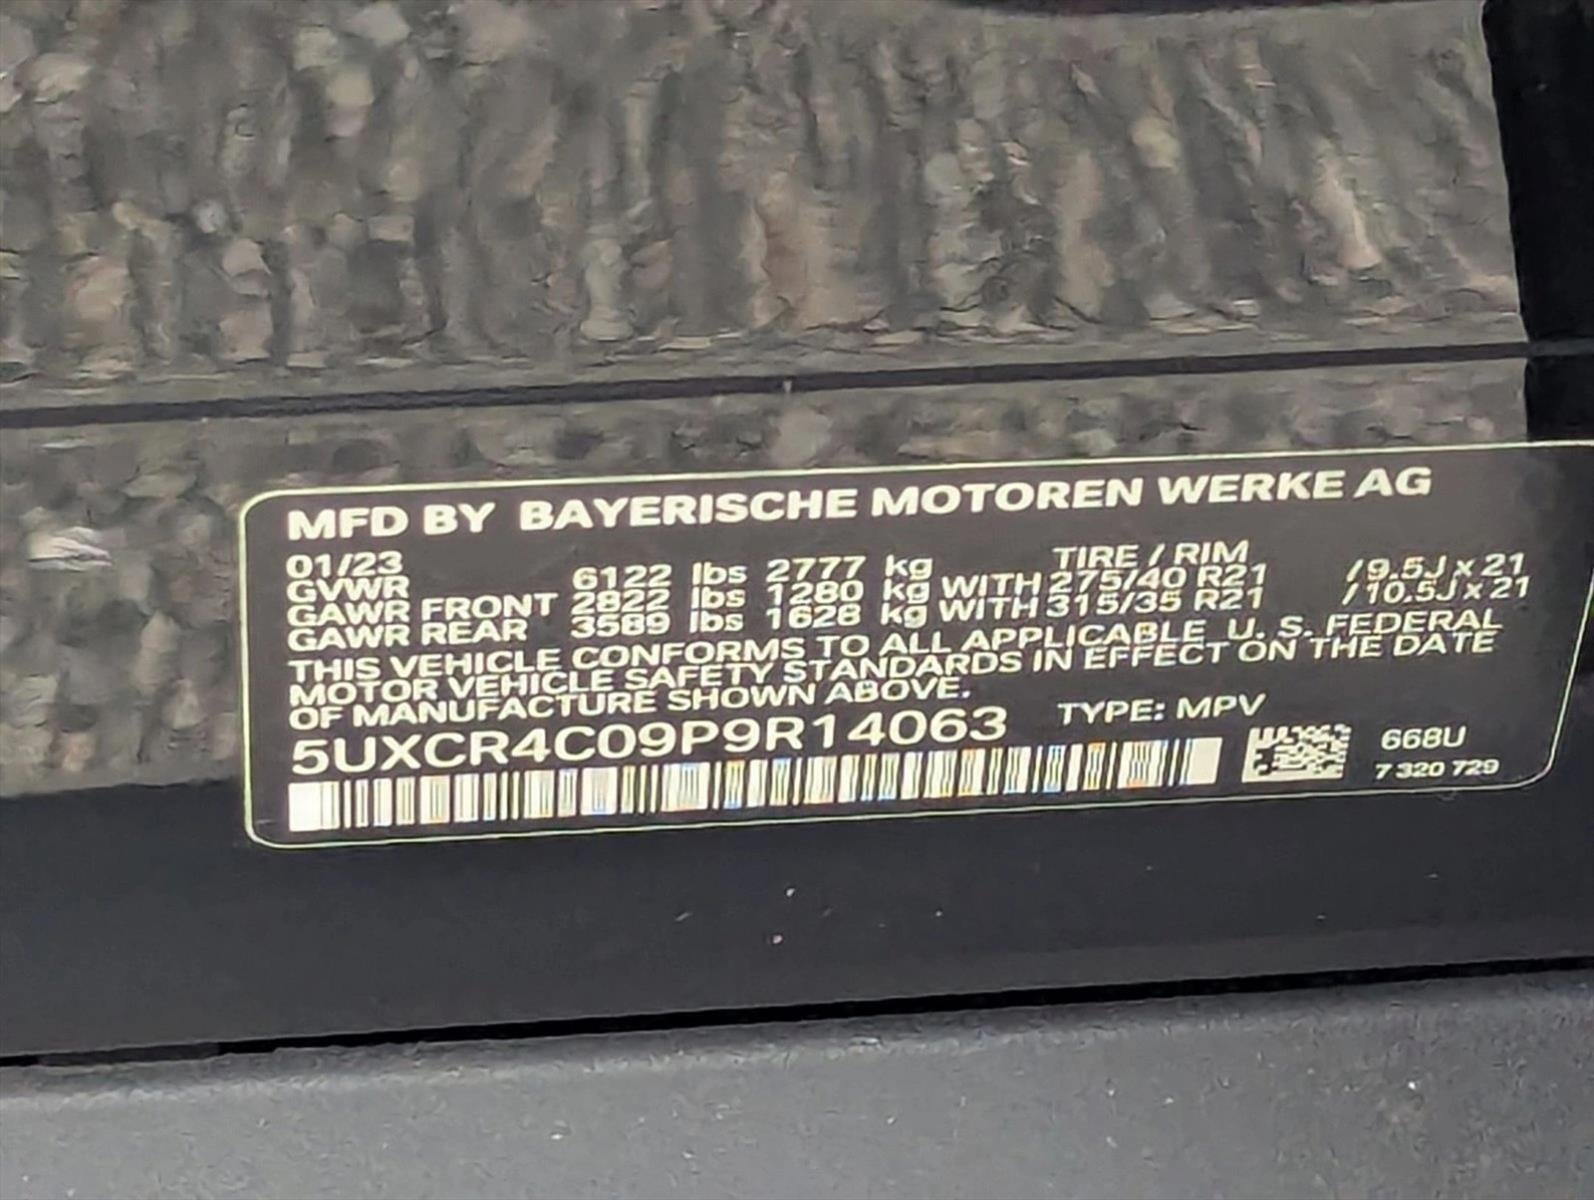 MFD BY BAYERISCHE MOTOREN WERKE AG
01/23 TIRE / RIM
GVWR 6122 lbs 2777 kg
GAWR FRONT 2822 lbs 1280 kg WITH 275/40 R21 / 9.5J x 21
GAWR REAR 3589 lbs 1628 kg WITH 315/35 R21 / 10.5J x 21
THIS VEHICLE CONFORMS TO ALL APPLICABLE U. S. FEDERAL
MOTOR VEHICLE SAFETY STANDARDS IN EFFECT ON THE DATE
OF MANUFACTURE SHOWN ABOVE.
5UXCR4C09P9R14063 TYPE: MPV
668U
7 320 729